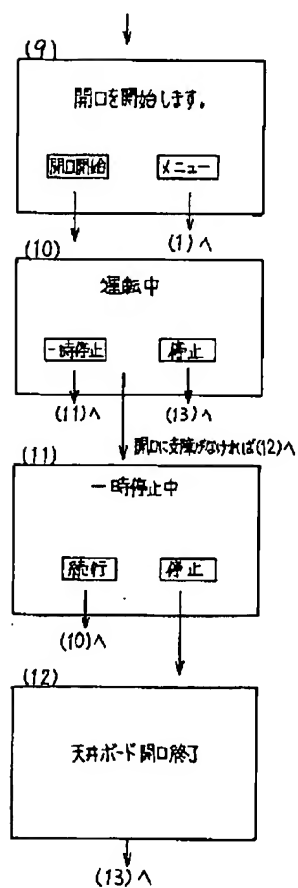 (9)
開口を開始します。
開口開始 メニュー
(1)へ
(10)
運転中
一時停止 停止
(11)へ (13)へ
開口に支障がなければ(12)へ
(11)
一時停止中
続行 停止
(10)へ
(12)
天井ボード開口終了
(13)へ